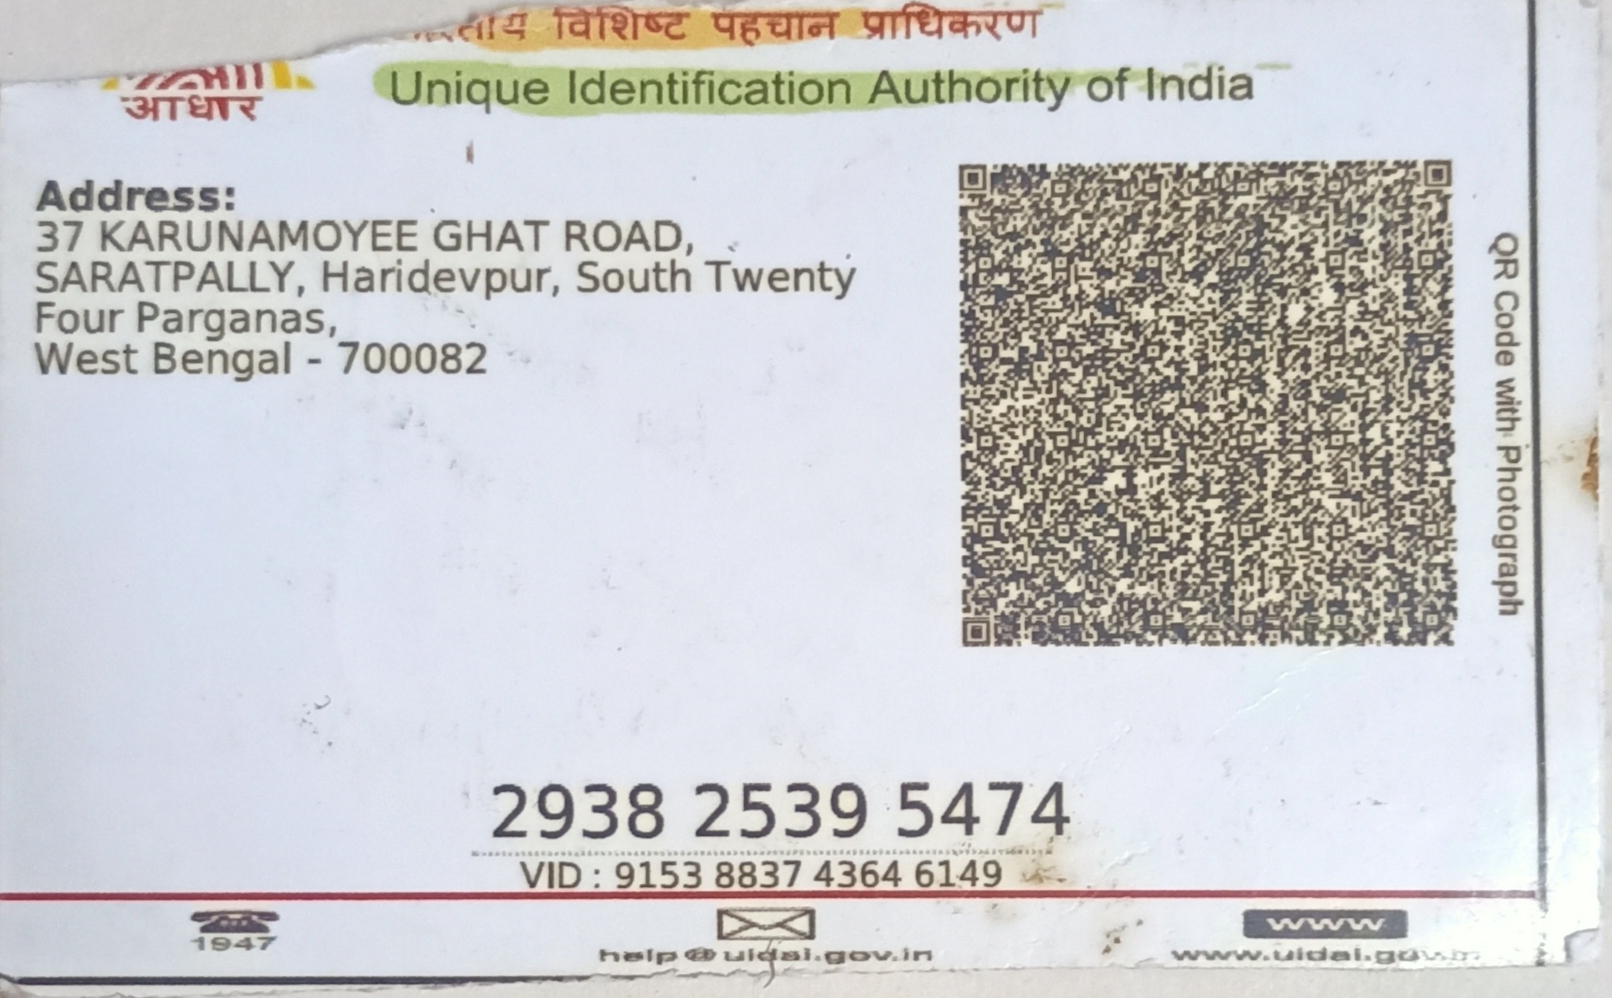 विशिष्ट पहचान प्राधिकरण
आधार
Unique Identification Authority of India
Address:
37 KARUNAMOYEE GHAT ROAD,
SARATPALLY, Haridevpur, South Twenty
Four Parganas,
West Bengal - 700082
QR Code with Photograph
2938 2539 5474
VID : 9153 8837 4364 6149
1947
help@uidai.gov.in
www
www.uidai.gov.in